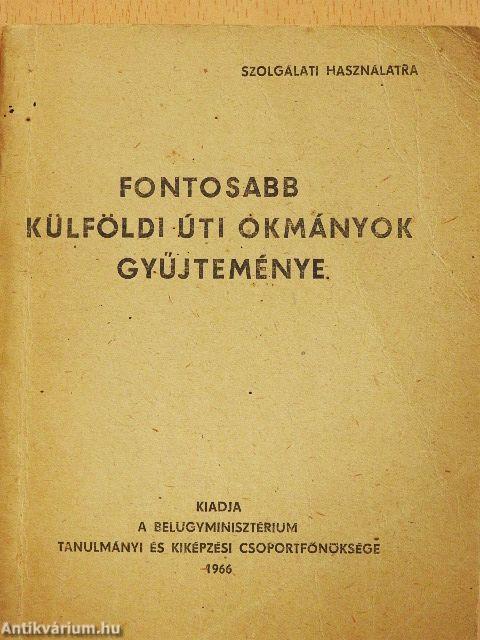 SZOLGÁLATI HASZNÁLATRA
FONTOSABB
KÜLFÖLDI ÚTI OKMÁNYOK
GYŰJTEMÉNYE
KIADJA
A BELÜGYMINISZTÉRIUM
TANULMÁNYI ÉS KIKÉPZÉSI CSOPORTFŐNÖKSÉGE
1966
Antikvárium.hu